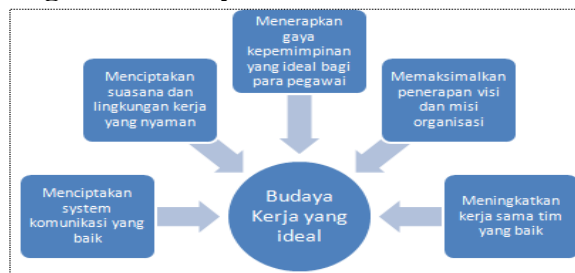 Menerapkan
gaya
kepemimpinan
yang ideal bagi
para pegawai
Menciptakan
suasana dan
lingkungan kerja
yang nyaman
Memaksimalkan
penerapan visi
dan misi
organisasi
Menciptakan
system
komunikasi yang
baik
Budaya
Kerja yang
ideal
Meningkatkan
kerja sama tim
yang baik